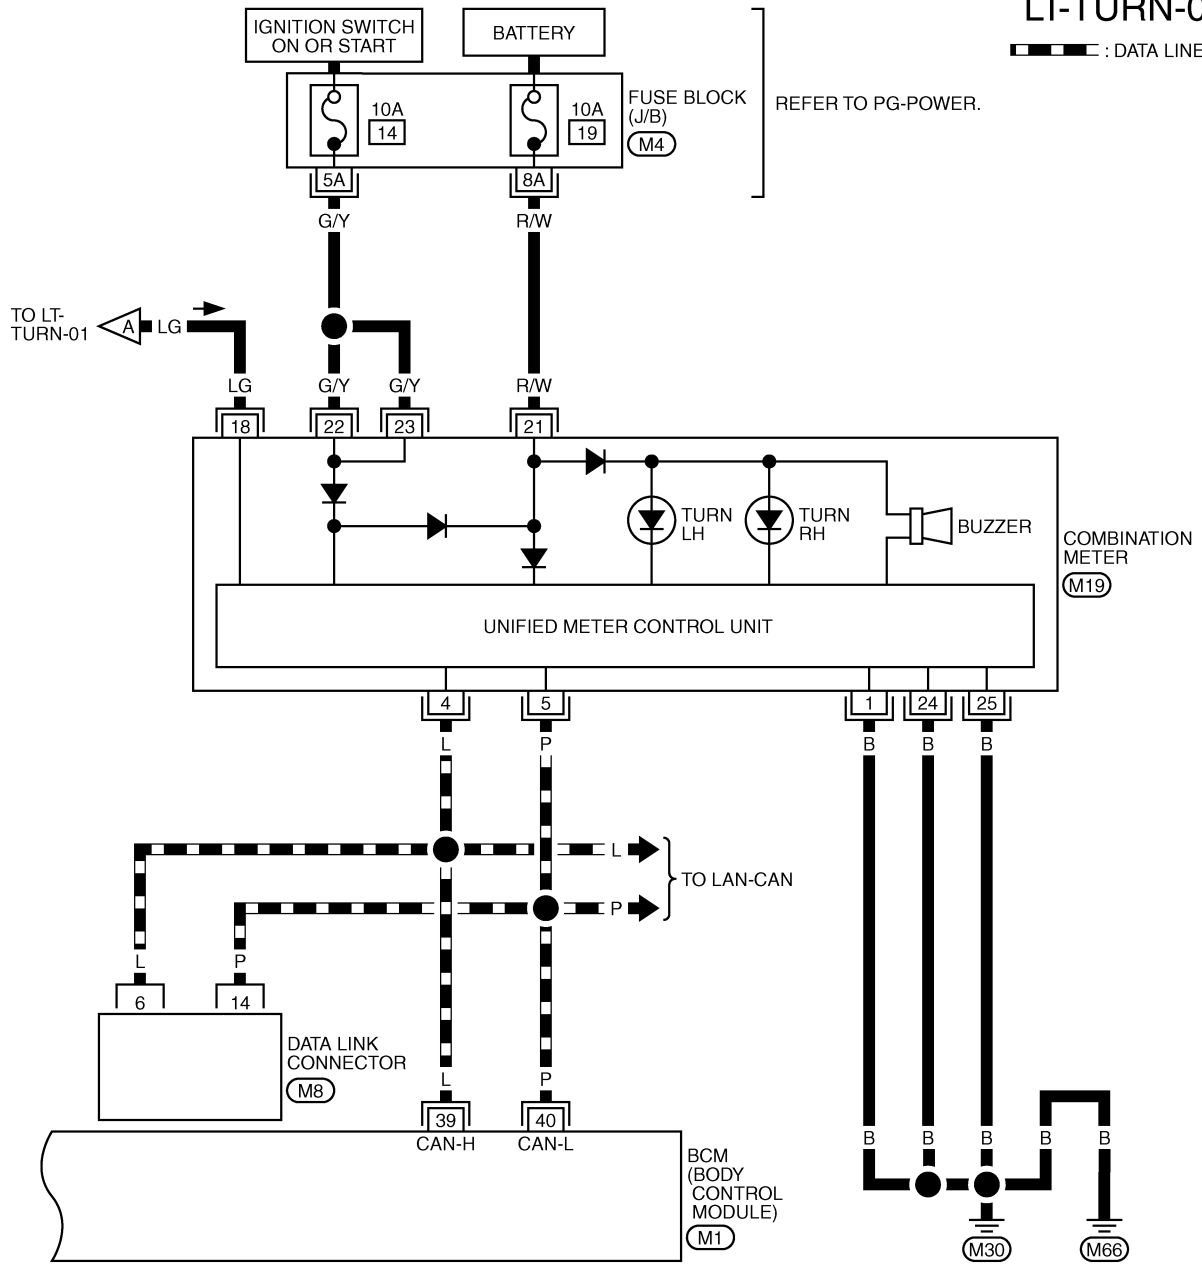 LT-TURN-0
: DATA LINE
IGNITION SWITCH
ON OR START
BATTERY
10A
14
10A
19
FUSE BLOCK
(J/B)
M4
REFER TO PG-POWER.
5A
8A
G/Y
R/W
TO LT-
TURN-01
A
LG
LG
G/Y
G/Y
R/W
18
22
23
21
TURN
LH
TURN
RH
BUZZER
COMBINATION
METER
M19
UNIFIED METER CONTROL UNIT
4
5
1
24
25
L
P
B
B
B
L
TO LAN-CAN
P
L
P
6
14
DATA LINK
CONNECTOR
M8
L
P
39
40
CAN-H
CAN-L
BCM
(BODY
CONTROL
MODULE)
M1
B
B
B
B
B
M30
M66